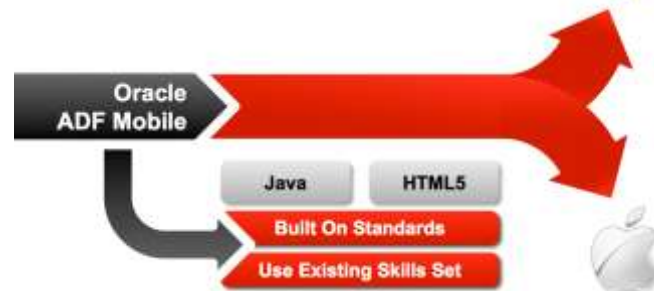 Oracle
ADF Mobile
Java
HTML5
Built On Standards
Use Existing Skills Set